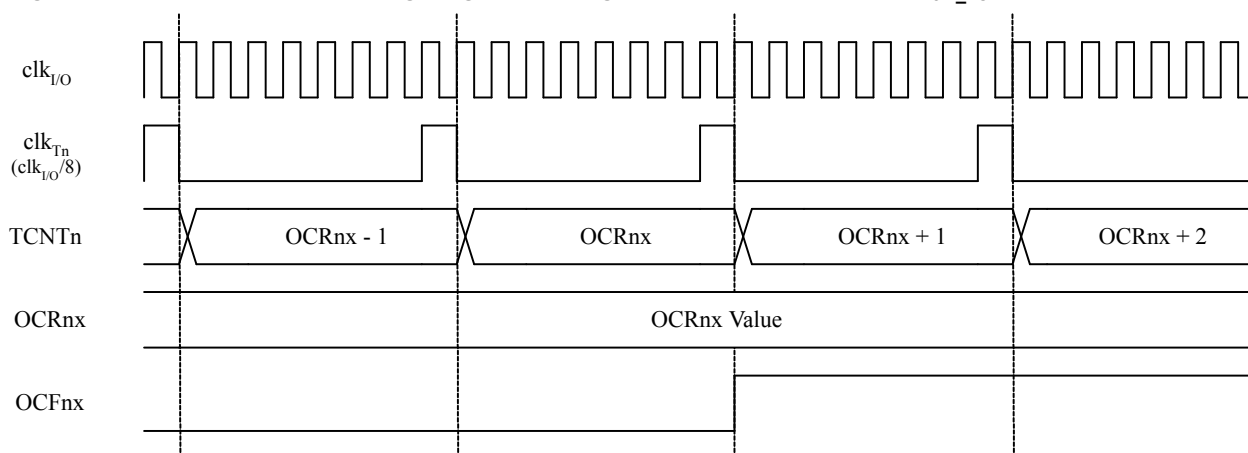 clkI/O
clkTn
(clkI/O/8)
TCNTn
OCRnx - 1
OCRnx
OCRnx + 1
OCRnx + 2
OCRnx
OCRnx Value
OCFnx